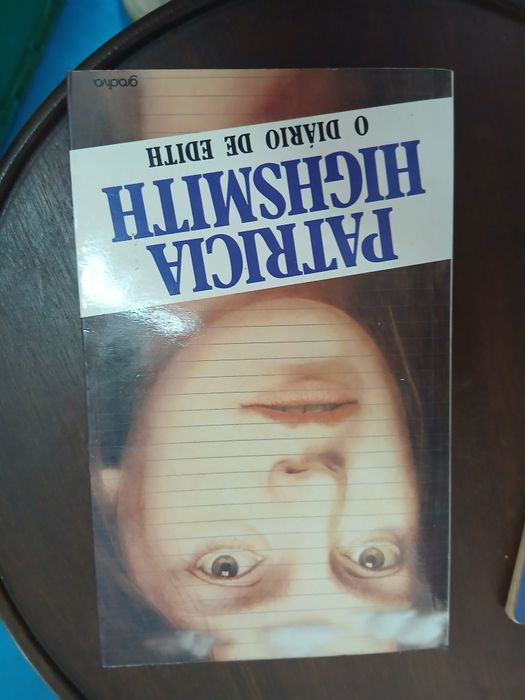 PATRICIA
HIGHSMITH
O DIÁRIO DE EDITH
gradiva